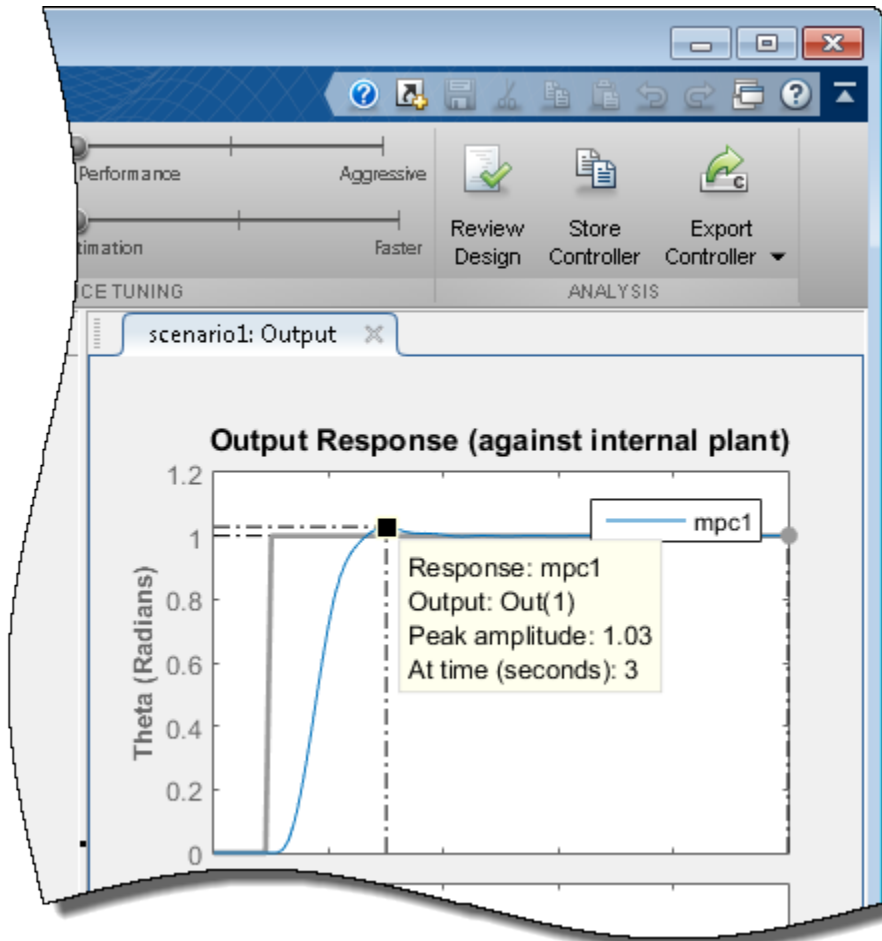 Performance Aggressive
timation Faster
Review Design
Store Controller
Export Controller
C
CE TUNING
ANALYSIS
scenario1: Output
Output Response (against internal plant)
1.2
1
0.8
0.6
0.4
0.2
0
Theta (Radians)
mpc1
Response: mpc1
Output: Out(1)
Peak amplitude: 1.03
At time (seconds): 3